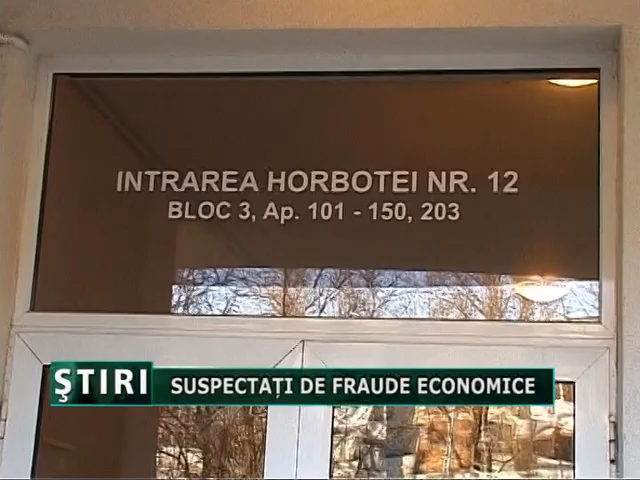 INTRAREA HORBOTEI NR. 12
BLOC 3, Ap. 101 - 150, 203
ŞTIRI SUSPECTAŢI DE FRAUDE ECONOMICE